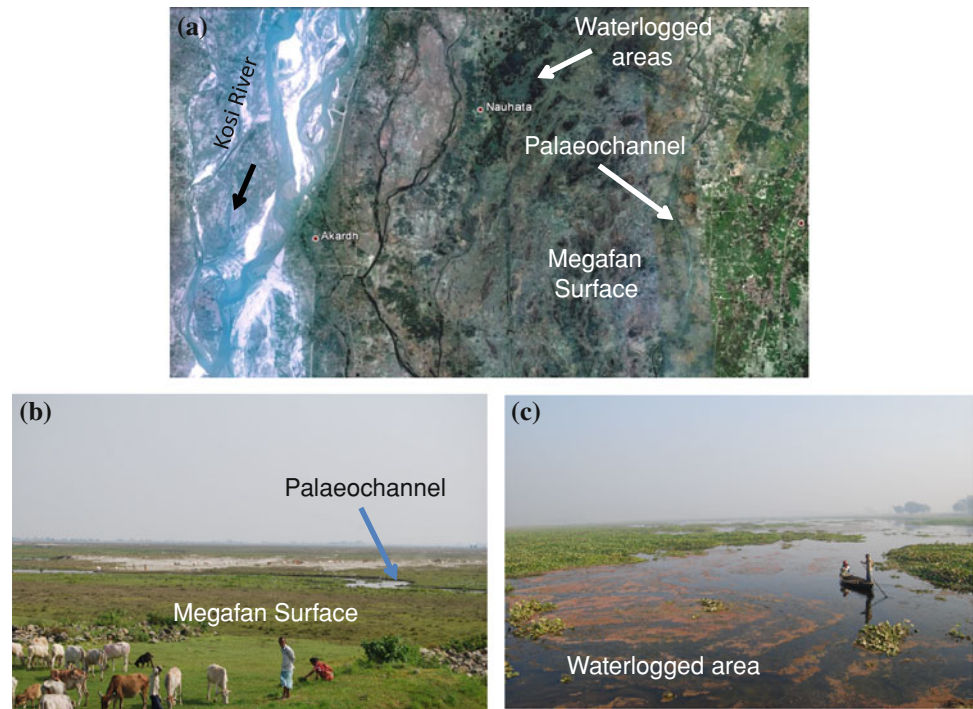 (a)
Waterlogged
areas
Kosi River
Nauhata
Palaeochannel
Akardh
Megafan
Surface
(b)
Palaeochannel
Megafan Surface
(c)
Waterlogged area